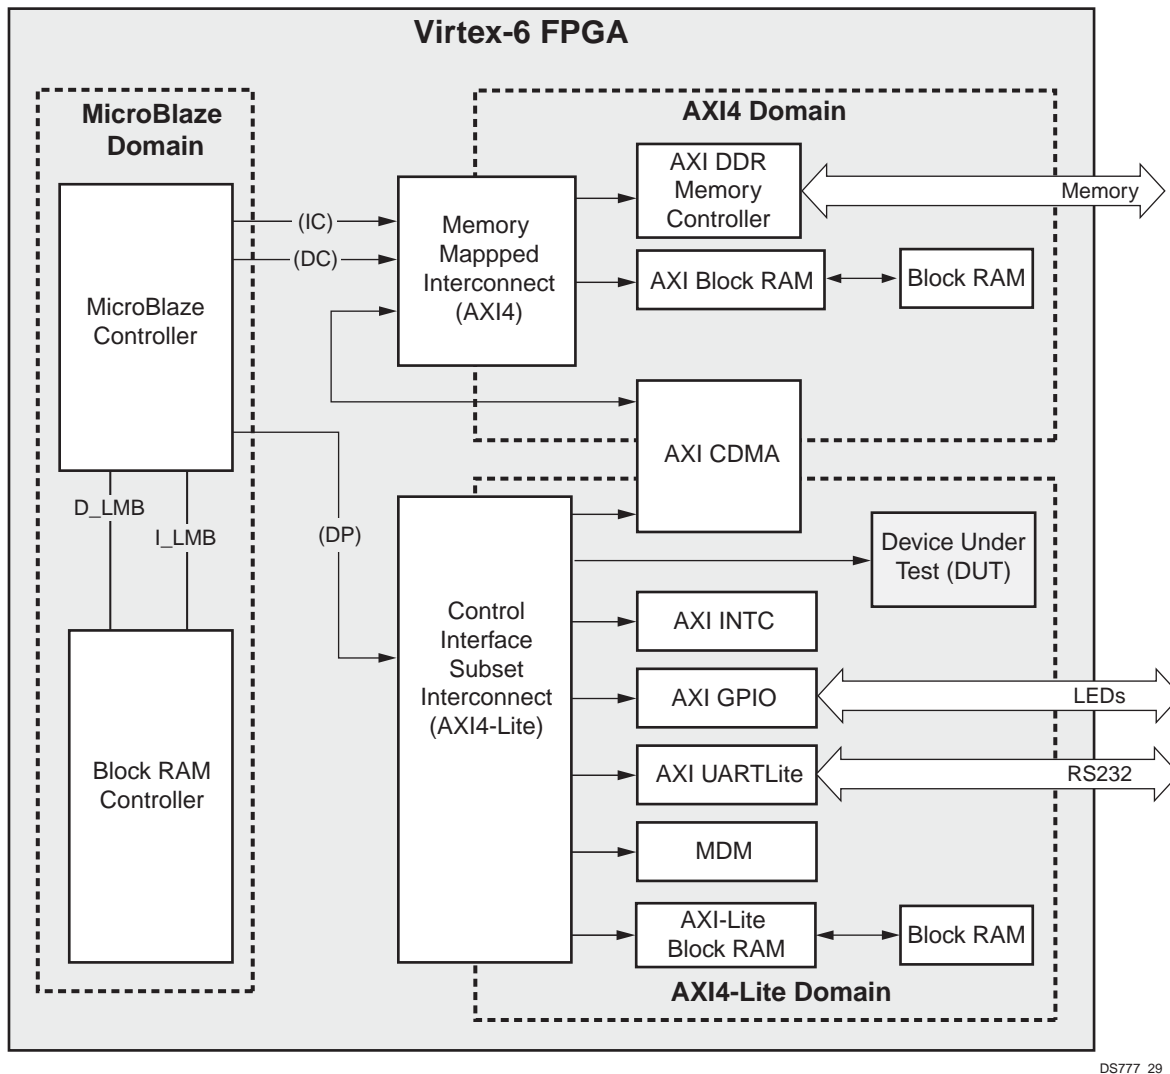 Virtex-6 FPGA
MicroBlaze
Domain
MicroBlaze
Controller
D_LMB
I_LMB
Block RAM
Controller
(IC)
(DC)
(DP)
AXI4 Domain
Memory
Mappped
Interconnect
(AXI4)
AXI DDR
Memory
Controller
Memory
AXI Block RAM
Block RAM
AXI CDMA
Control
Interface
Subset
Interconnect
(AXI4-Lite)
Device Under
Test (DUT)
AXI INTC
AXI GPIO
LEDs
AXI UARTLite
RS232
MDM
AXI-Lite
Block RAM
Block RAM
AXI4-Lite Domain
DS777_29